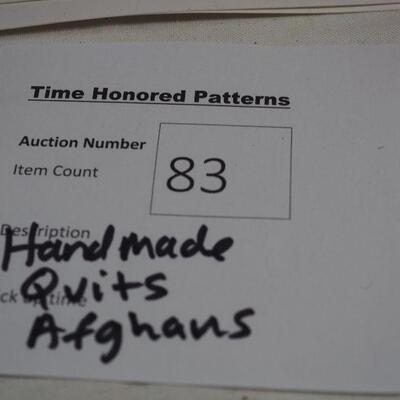 Time Honored Patterns
Auction Number
Item Count
83
Description
Handmade
Quits
Afghans